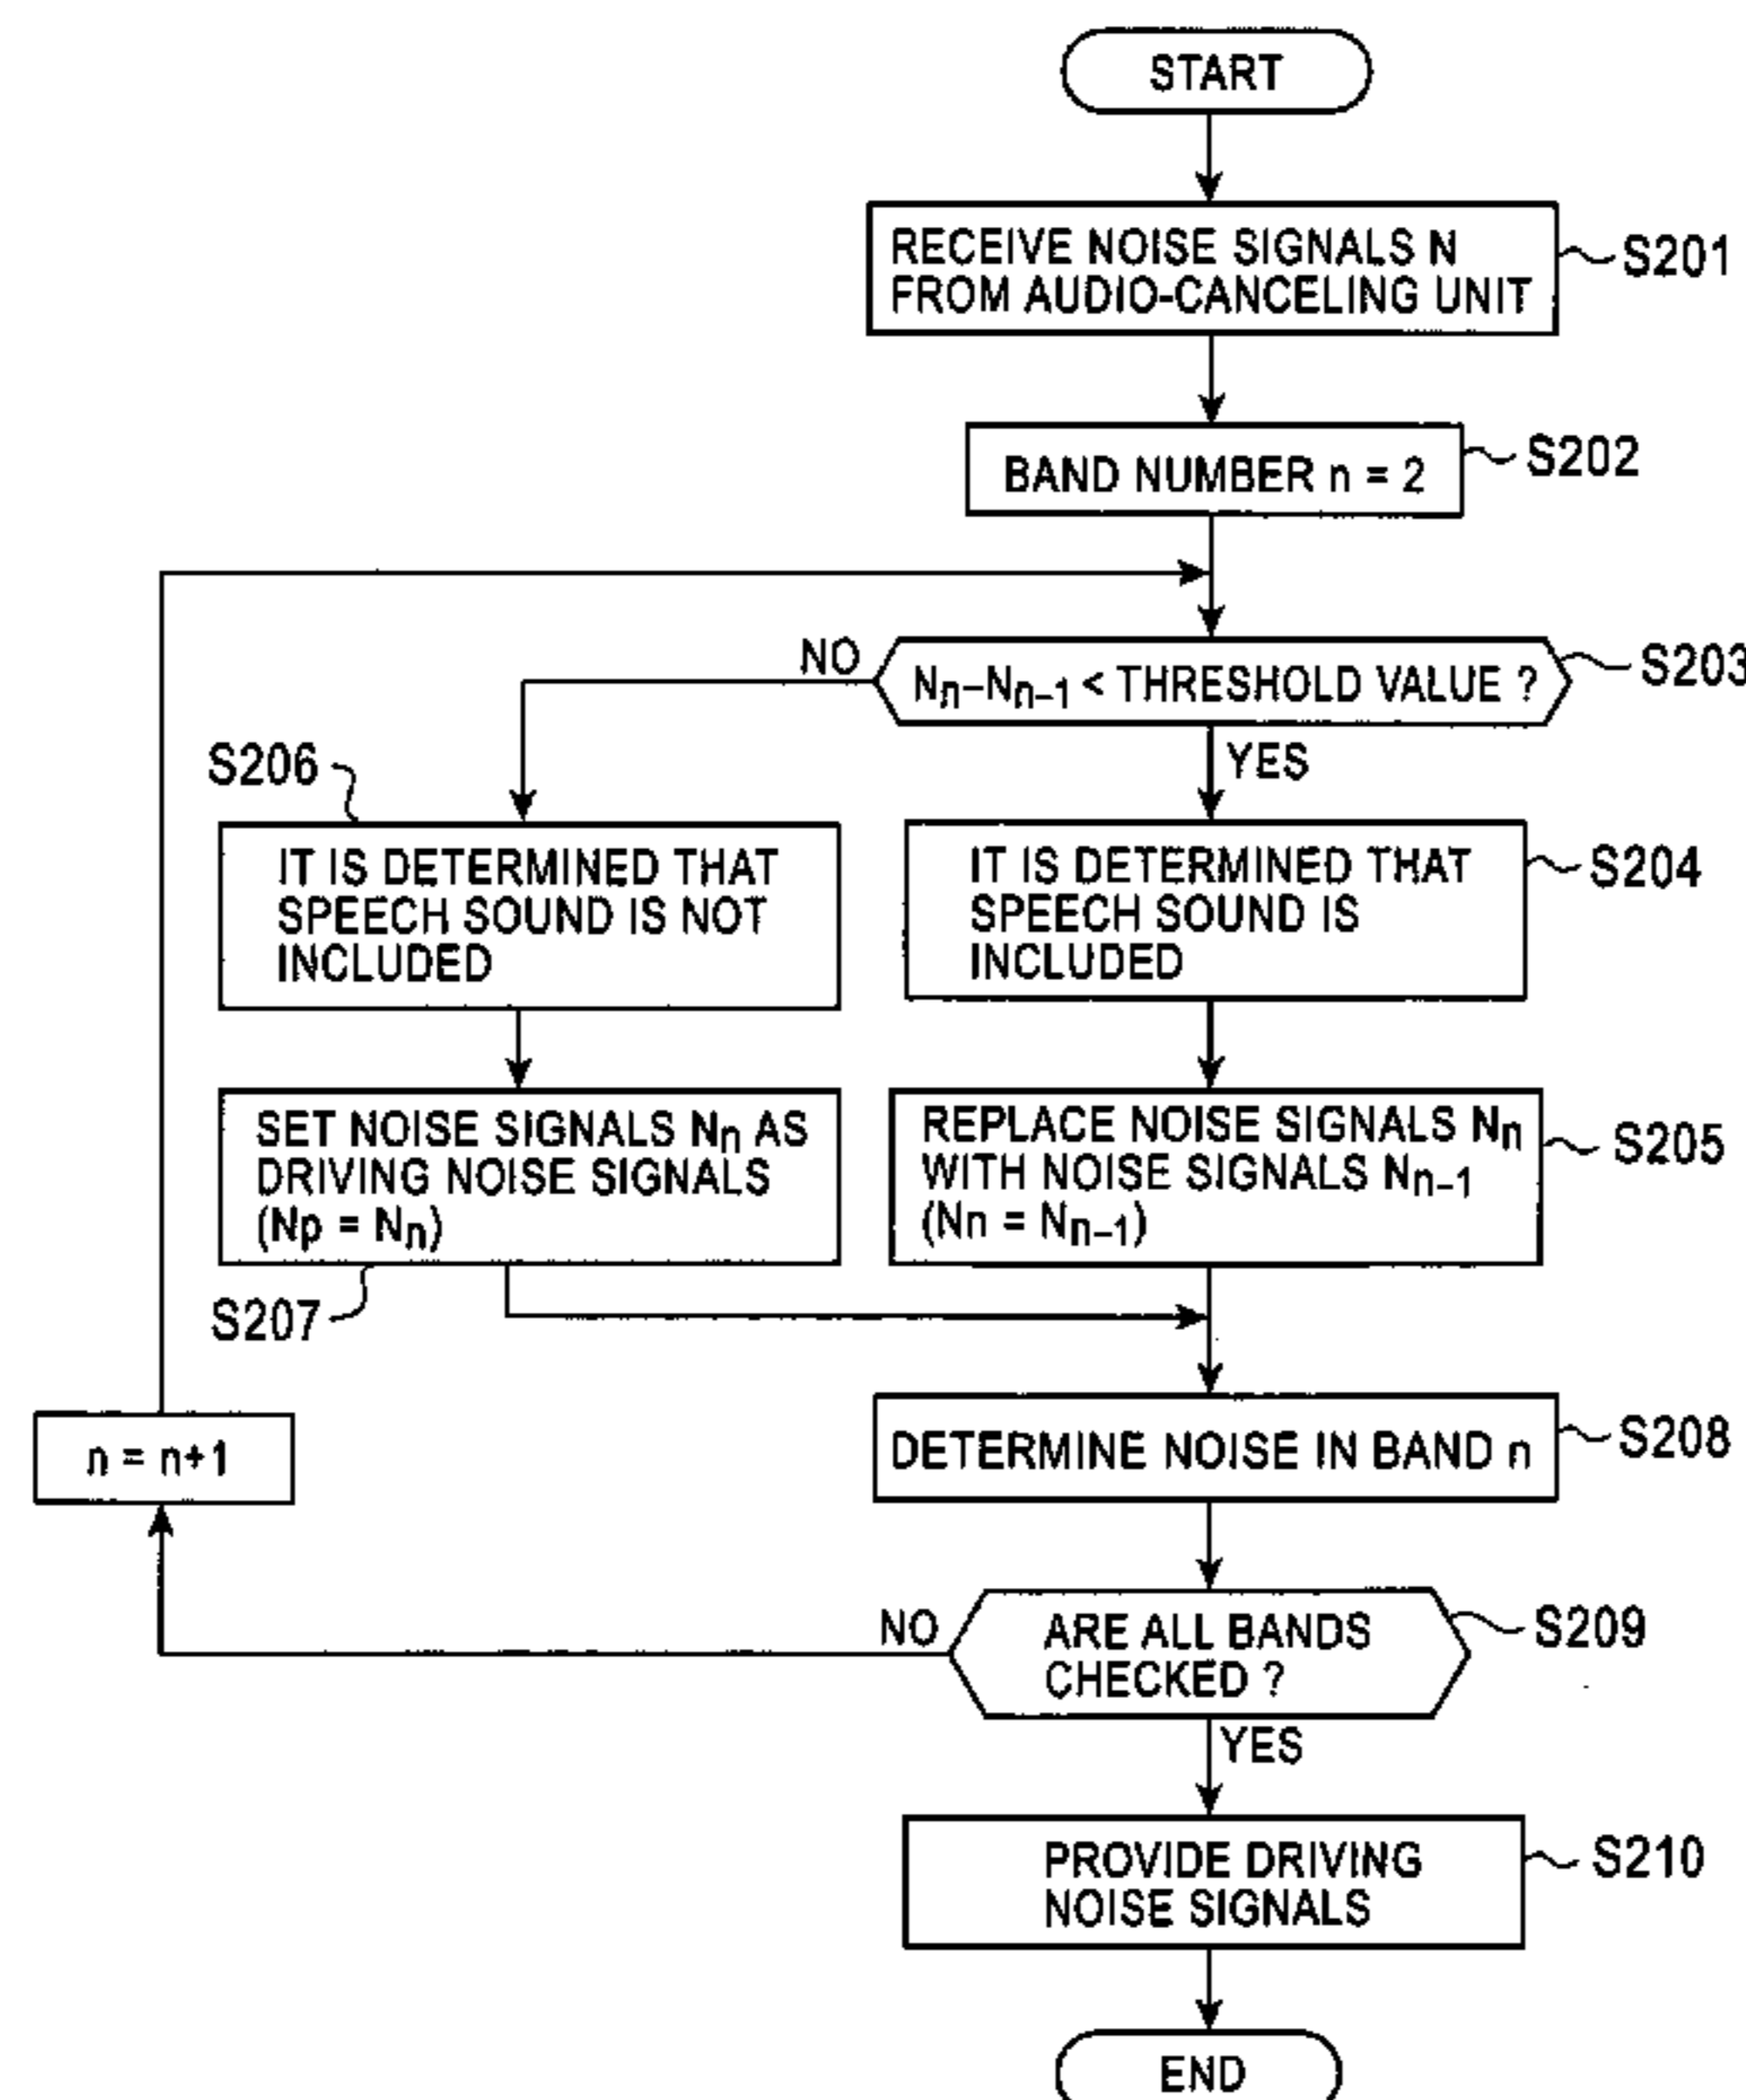 START
RECEIVE NOISE SIGNALS N
FROM AUDIO-CANCELING UNIT
S201
BAND NUMBER n = 2
S202
NO
Nn–Nn–1 < THRESHOLD VALUE ?
S203
YES
S206
IT IS DETERMINED THAT
SPEECH SOUND IS NOT
INCLUDED
IT IS DETERMINED THAT
SPEECH SOUND IS
INCLUDED
S204
SET NOISE SIGNALS Nn AS
DRIVING NOISE SIGNALS
(Np = Nn)
S207
REPLACE NOISE SIGNALS Nn
WITH NOISE SIGNALS Nn–1
(Nn = Nn–1)
S205
n = n+1
DETERMINE NOISE IN BAND n
S208
NO
ARE ALL BANDS
CHECKED ?
S209
YES
PROVIDE DRIVING
NOISE SIGNALS
S210
END